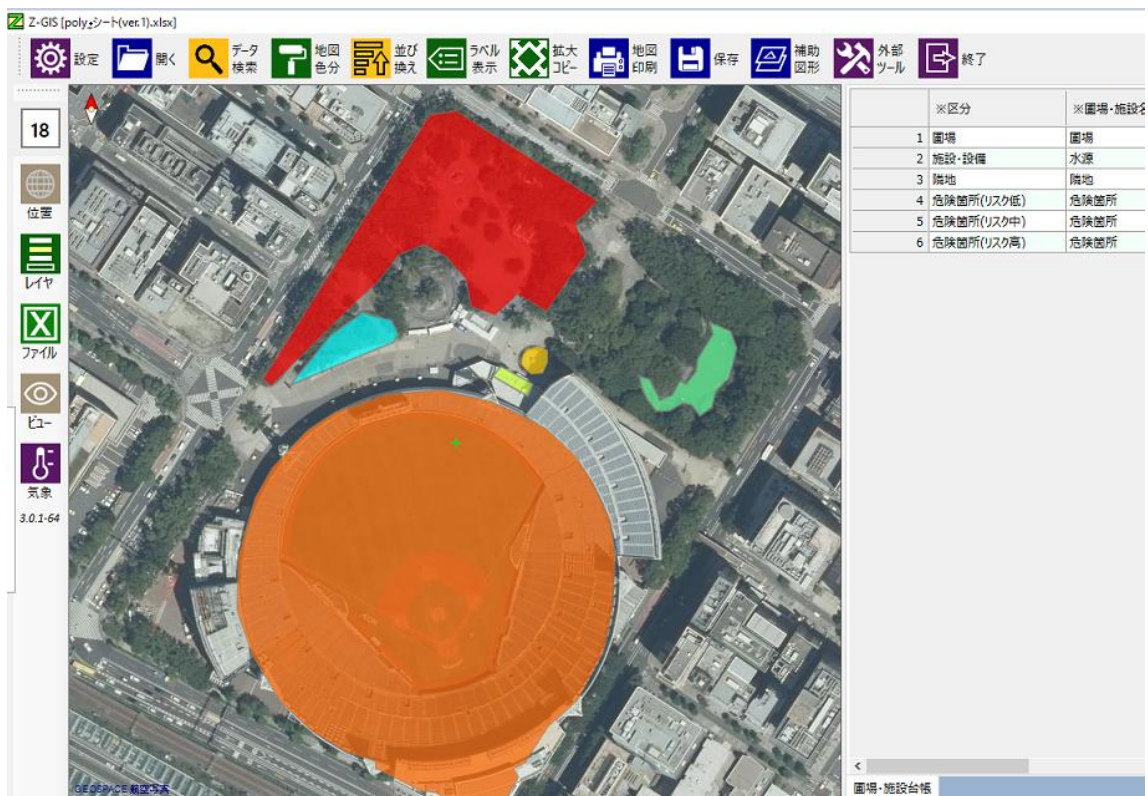 Z-GIS [poly_シート(ver.1).xlsx]
設定
開く
データ
検索
地図
色分
並び
換え
ラベル
表示
拡大
コピー
地図
印刷
保存
補助
図形
外部
ツール
終了
18
位置
レイヤ
ファイル
ビュー
気象
3.0.1-64
※区分 ※圃場・施設名
1 圃場 圃場
2 施設・設備 水源
3 隣地 隣地
4 危険箇所(リスク低) 危険箇所
5 危険箇所(リスク中) 危険箇所
6 危険箇所(リスク高) 危険箇所
GEOSPACE 航空写真
圃場・施設台帳